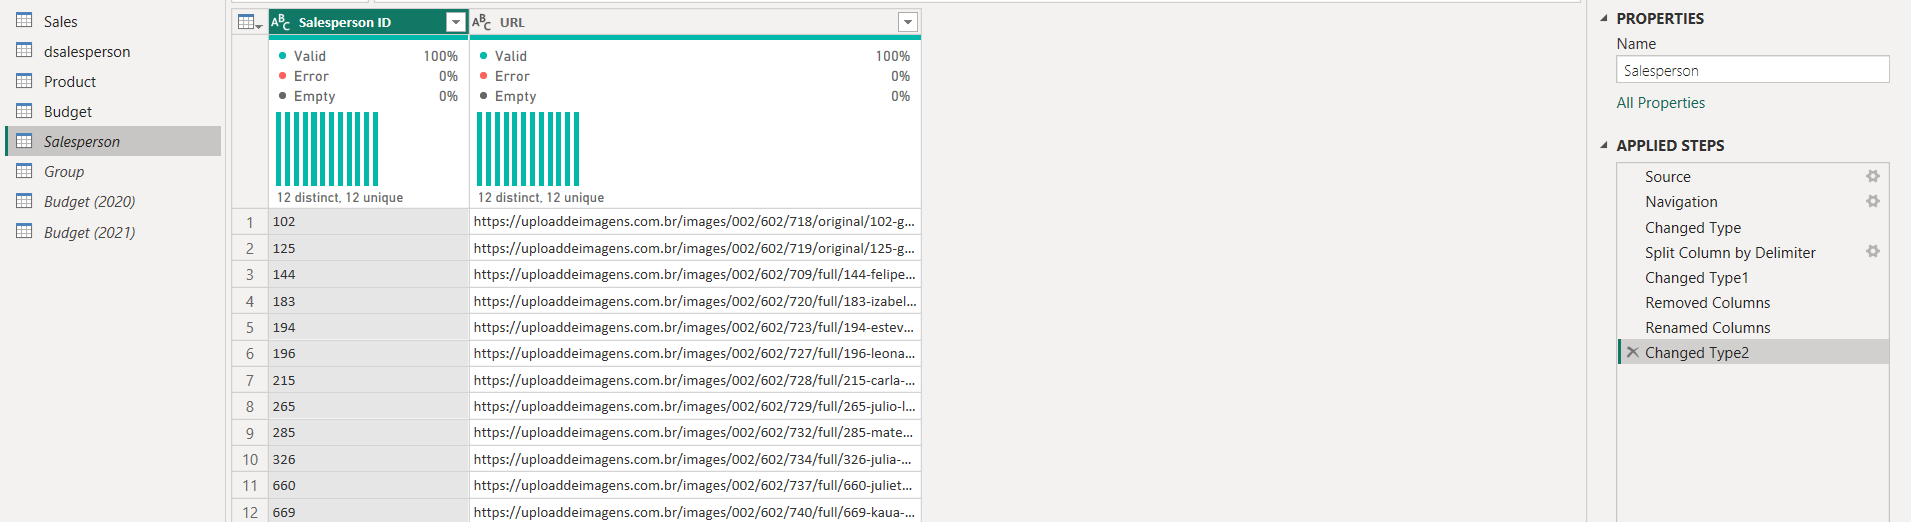 Sales
dsalesperson
Product
Budget
Salesperson
Group
Budget (2020)
Budget (2021)
ABC Salesperson ID
ABC URL
Valid 100%
Error 0%
Empty 0%
12 distinct, 12 unique
Valid 100%
Error 0%
Empty 0%
12 distinct, 12 unique
1 102 https://uploaddeimagens.com.br/images/002/602/718/original/102-g...
2 125 https://uploaddeimagens.com.br/images/002/602/719/original/125-g...
3 144 https://uploaddeimagens.com.br/images/002/602/709/full/144-felipe...
4 183 https://uploaddeimagens.com.br/images/002/602/720/full/183-izabel...
5 194 https://uploaddeimagens.com.br/images/002/602/723/full/194-estev...
6 196 https://uploaddeimagens.com.br/images/002/602/727/full/196-leona...
7 215 https://uploaddeimagens.com.br/images/002/602/728/full/215-carla-...
8 265 https://uploaddeimagens.com.br/images/002/602/729/full/265-julio-l...
9 285 https://uploaddeimagens.com.br/images/002/602/732/full/285-mate...
10 326 https://uploaddeimagens.com.br/images/002/602/734/full/326-julia-...
11 660 https://uploaddeimagens.com.br/images/002/602/737/full/660-juliet...
12 669 https://uploaddeimagens.com.br/images/002/602/740/full/669-kaua-...
PROPERTIES
Name
Salesperson
All Properties
APPLIED STEPS
Source
Navigation
Changed Type
Split Column by Delimiter
Changed Type1
Removed Columns
Renamed Columns
Changed Type2